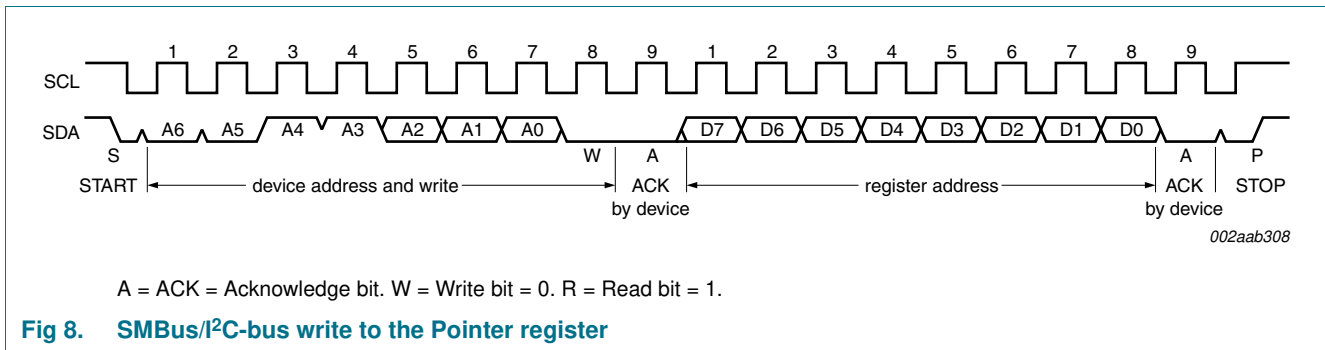 1 2 3 4 5 6 7 8 9 1 2 3 4 5 6 7 8 9
SCL
SDA A6 A5 A4 A3 A2 A1 A0 D7 D6 D5 D4 D3 D2 D1 D0
S W A A P
START device address and write ACK register address ACK STOP
by device by device
002aab308
A = ACK = Acknowledge bit. W = Write bit = 0. R = Read bit = 1.
Fig 8. SMBus/I²C-bus write to the Pointer register